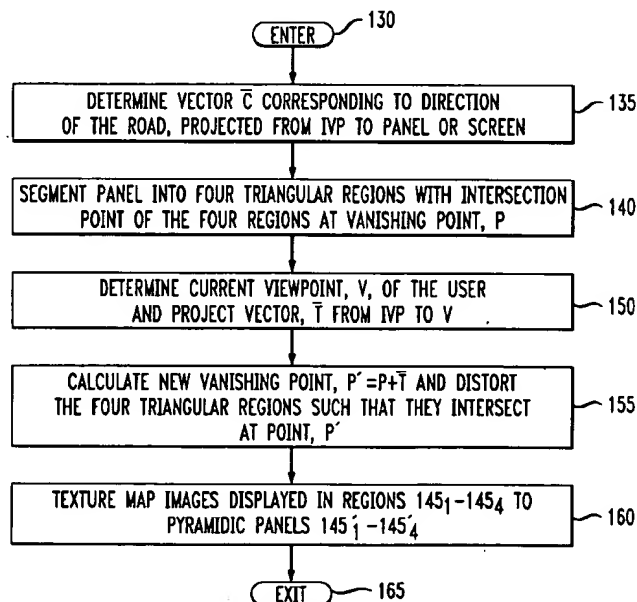 ENTER
130
DETERMINE VECTOR C̅ CORRESPONDING TO DIRECTION
OF THE ROAD, PROJECTED FROM IVP TO PANEL OR SCREEN
135
SEGMENT PANEL INTO FOUR TRIANGULAR REGIONS WITH INTERSECTION
POINT OF THE FOUR REGIONS AT VANISHING POINT, P
140
DETERMINE CURRENT VIEWPOINT, V, OF THE USER
AND PROJECT VECTOR, T̅ FROM IVP TO V
150
CALCULATE NEW VANISHING POINT, P′=P+T̅ AND DISTORT
THE FOUR TRIANGULAR REGIONS SUCH THAT THEY INTERSECT
AT POINT, P′
155
TEXTURE MAP IMAGES DISPLAYED IN REGIONS 145₁–145₄ TO
PYRAMIDIC PANELS 145′₁–145′₄
160
EXIT
165